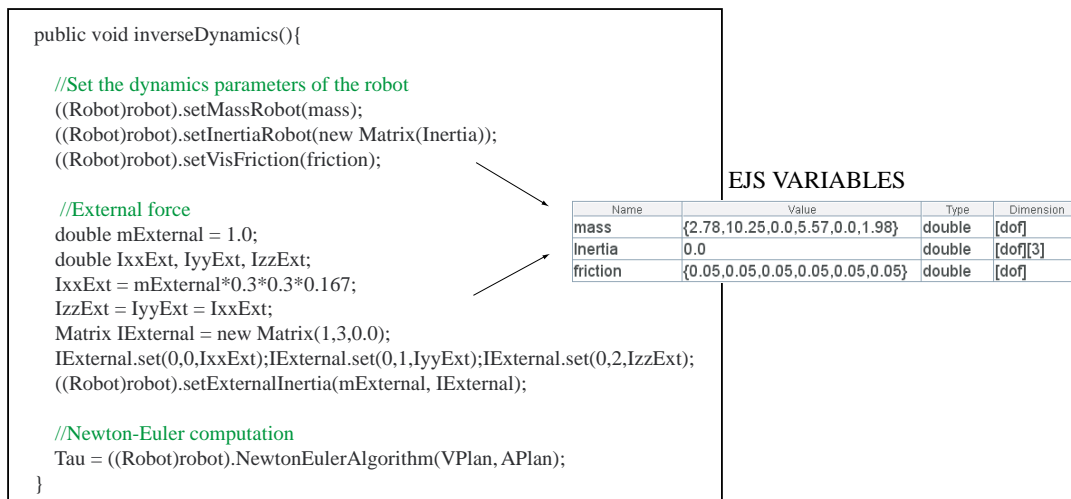 public void inverseDynamics(){
//Set the dynamics parameters of the robot
((Robot)robot).setMassRobot(mass);
((Robot)robot).setInertiaRobot(new Matrix(Inertia));
((Robot)robot).setVisFriction(friction);
//External force
double mExternal = 1.0;
double IxxExt, IyyExt, IzzExt;
IxxExt = mExternal*0.3*0.3*0.167;
IzzExt = IyyExt = IxxExt;
Matrix IExternal = new Matrix(1,3,0.0);
IExternal.set(0,0,IxxExt);IExternal.set(0,1,IyyExt);IExternal.set(0,2,IzzExt);
((Robot)robot).setExternalInertia(mExternal, IExternal);
//Newton-Euler computation
Tau = ((Robot)robot).NewtonEulerAlgorithm(VPlan, APlan);
}
EJS VARIABLES
Name Value Type Dimension
mass {2.78,10.25,0.0,5.57,0.0,1.98} double [dof]
Inertia 0.0 double [dof][3]
friction {0.05,0.05,0.05,0.05,0.05,0.05} double [dof]